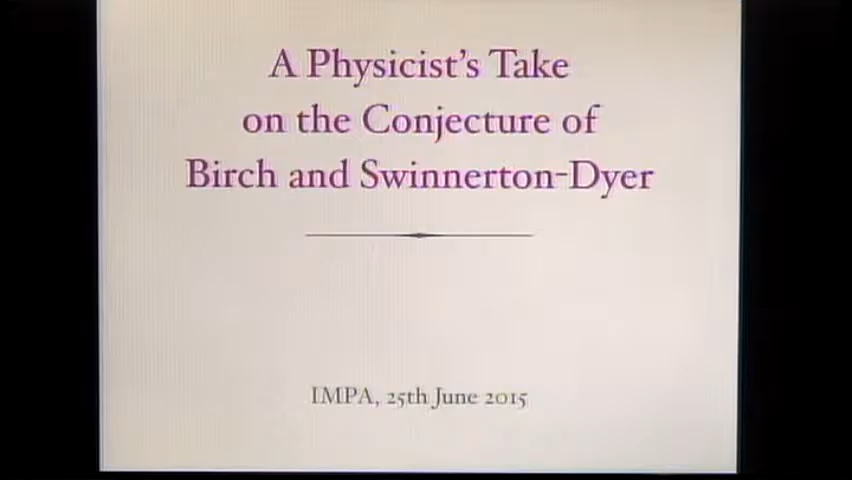 A Physicist's Take
on the Conjecture of
Birch and Swinnerton-Dyer
IMPA, 25th June 2015